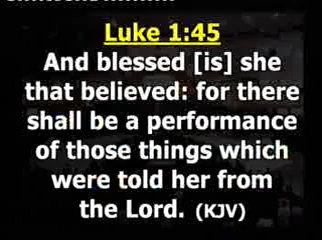 Luke 1:45
And blessed [is] she
that believed: for there
shall be a performance
of those things which
were told her from
the Lord. (KJV)